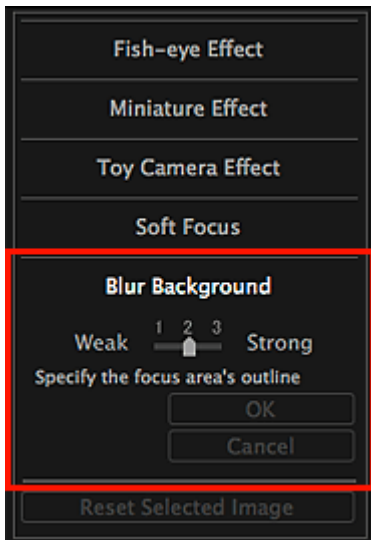 Fish-eye Effect
Miniature Effect
Toy Camera Effect
Soft Focus
Blur Background
1 2 3
Weak Strong
Specify the focus area's outline
OK
Cancel
Reset Selected Image